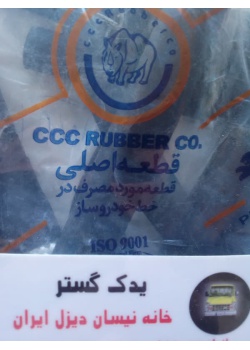 CCC RUBBER CO.
قطعه اصلی
قطعه مورد مصرف در
خط خودروساز
ISO 9001
یدک گستر
خانه نیسان دیزل ایران